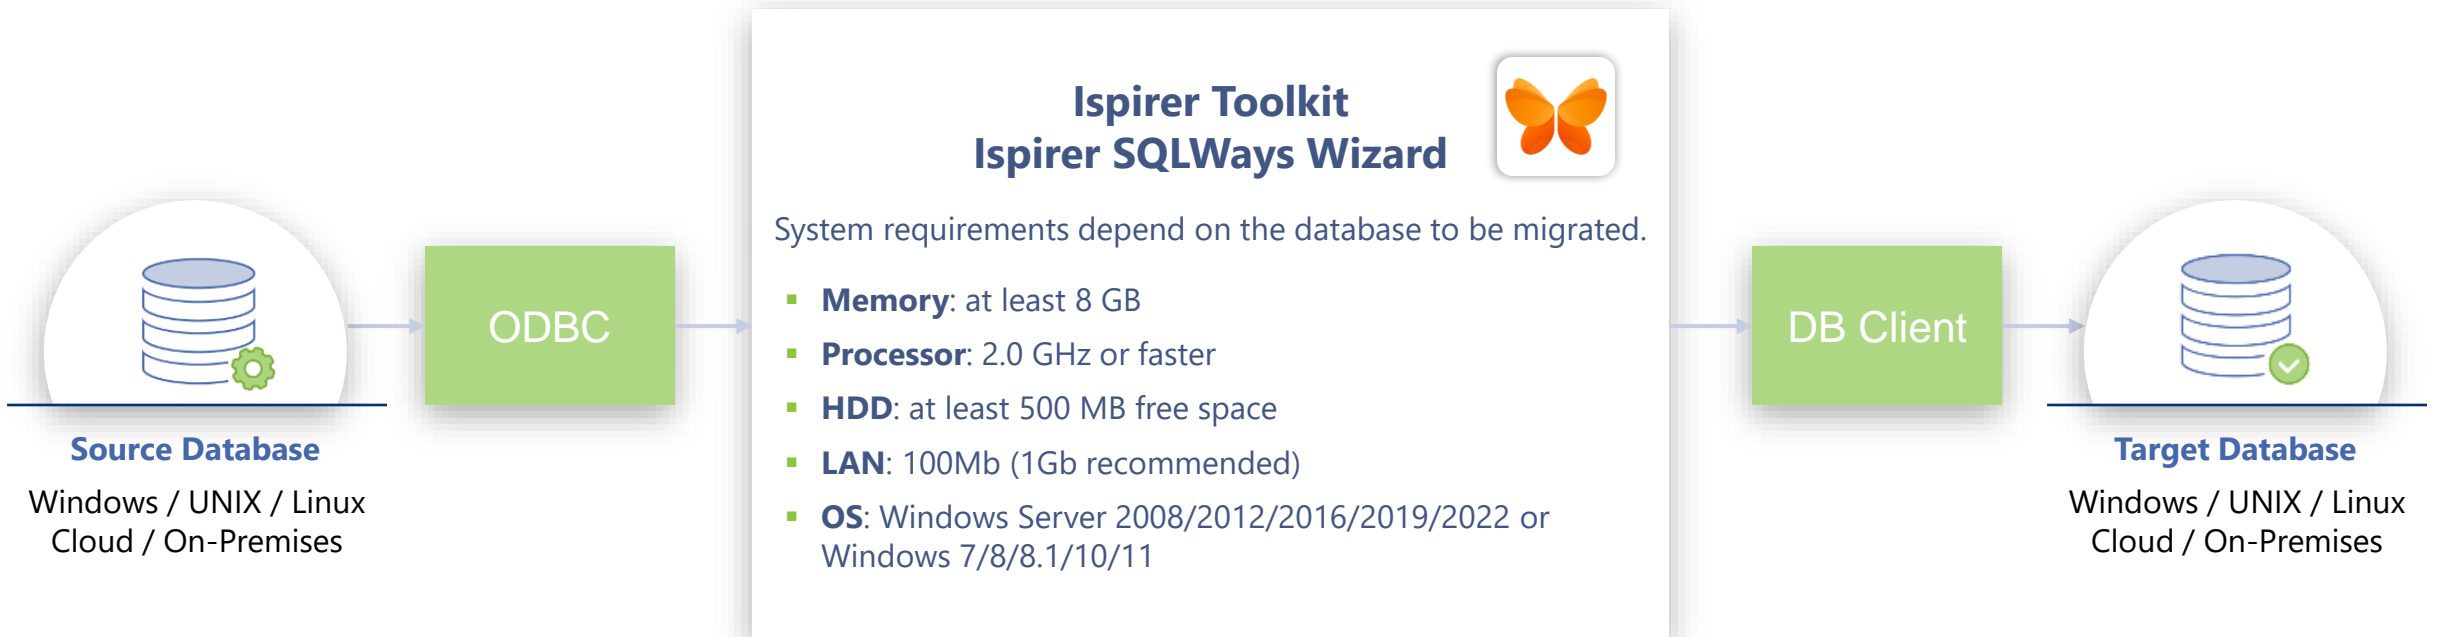 Ispirer Toolkit
Ispirer SQLWays Wizard
System requirements depend on the database to be migrated.
▪ Memory: at least 8 GB
▪ Processor: 2.0 GHz or faster
▪ HDD: at least 500 MB free space
▪ LAN: 100Mb (1Gb recommended)
▪ OS: Windows Server 2008/2012/2016/2019/2022 or
Windows 7/8/8.1/10/11
Source Database
Windows / UNIX / Linux
Cloud / On-Premises
ODBC
DB Client
Target Database
Windows / UNIX / Linux
Cloud / On-Premises